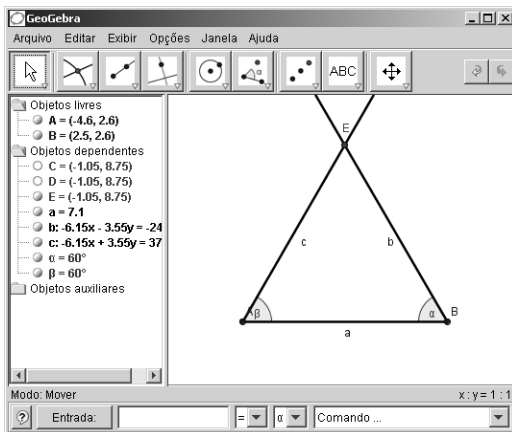 GeoGebra
Arquivo Editar Exibir Opções Janela Ajuda
α ABC
Objetos livres
A = (-4.6, 2.6)
B = (2.5, 2.6)
Objetos dependentes
C = (-1.05, 8.75)
D = (-1.05, 8.75)
E = (-1.05, 8.75)
a = 7.1
b: -6.15x - 3.55y = -24
c: -6.15x + 3.55y = 37
α = 60°
β = 60°
Objetos auxiliares
E
c b
A β α B
a
Modo: Mover x : y = 1 : 1
? Entrada: = α Comando ...